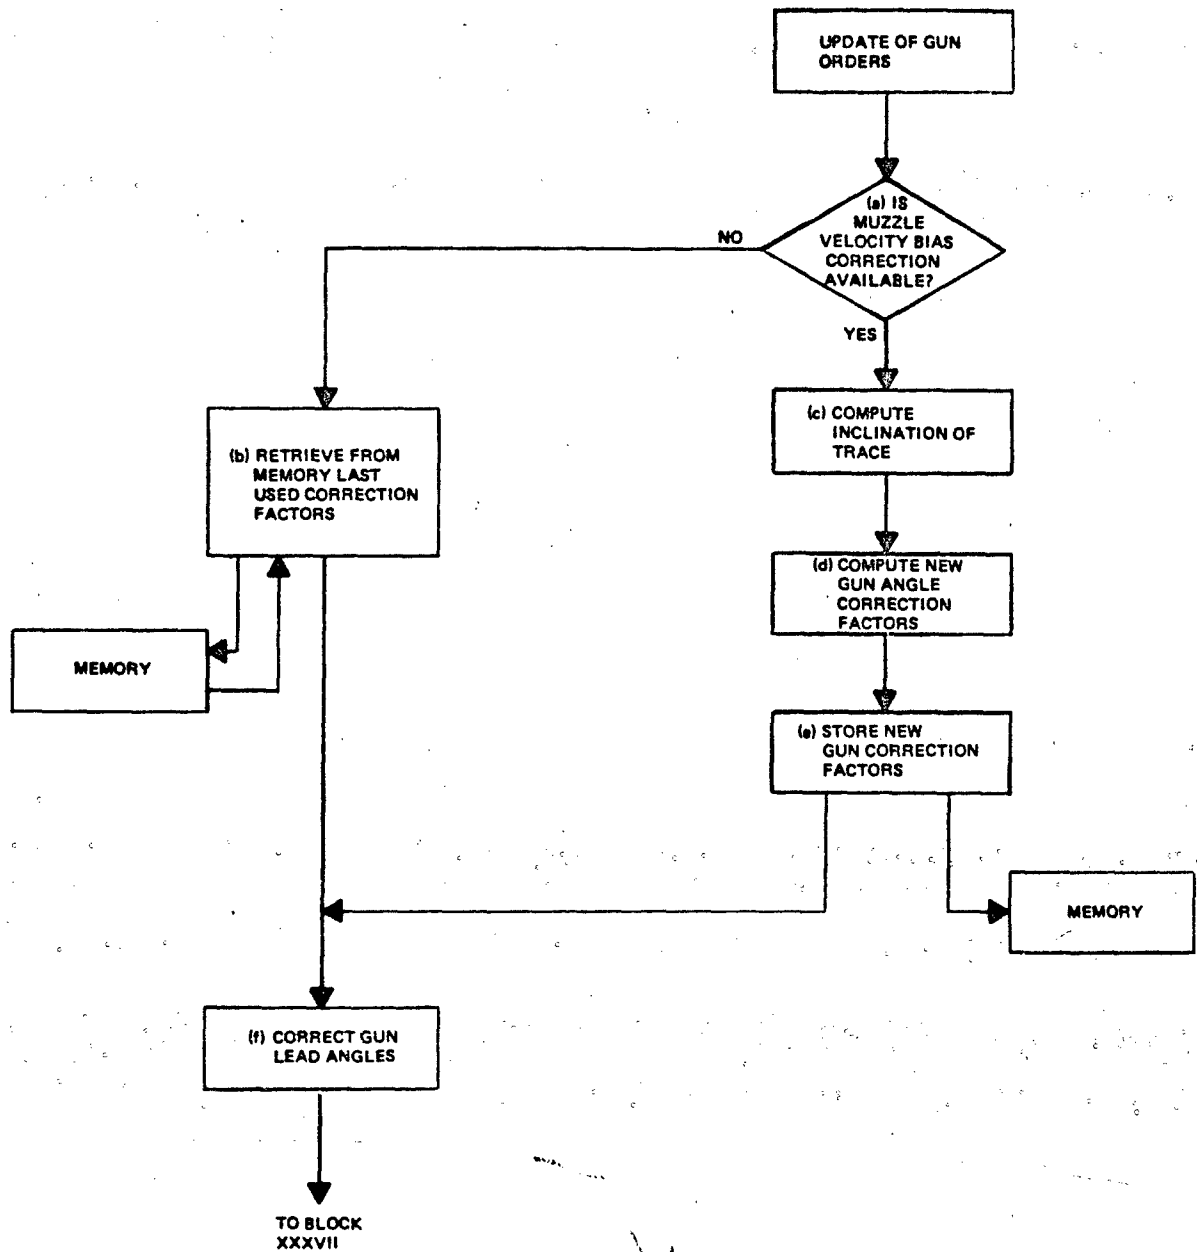 UPDATE OF GUN
ORDERS
(a) IS
MUZZLE
VELOCITY BIAS
CORRECTION
AVAILABLE?
NO
YES
(b) RETRIEVE FROM
MEMORY LAST
USED CORRECTION
FACTORS
(c) COMPUTE
INCLINATION OF
TRACE
(d) COMPUTE NEW
GUN ANGLE
CORRECTION
FACTORS
MEMORY
(e) STORE NEW
GUN CORRECTION
FACTORS
MEMORY
(f) CORRECT GUN
LEAD ANGLES
TO BLOCK
XXXVII